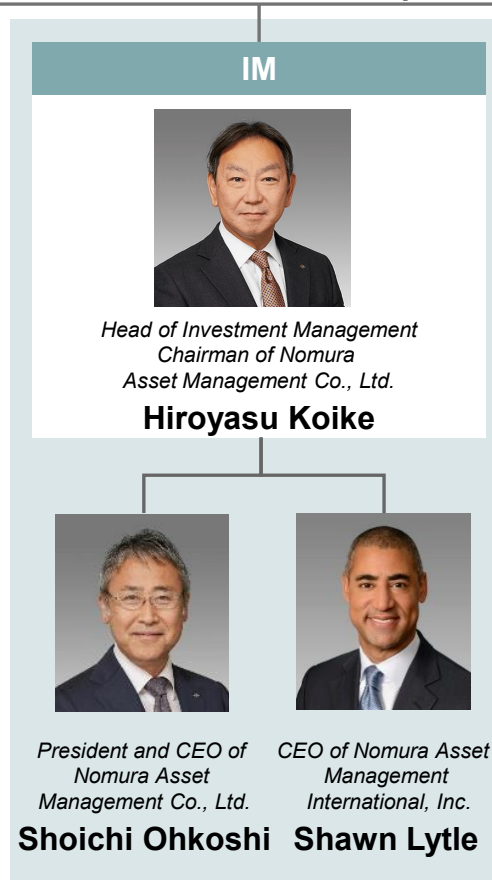 IM
Head of Investment Management
Chairman of Nomura
Asset Management Co., Ltd.
Hiroyasu Koike
President and CEO of
Nomura Asset
Management Co., Ltd.
Shoichi Ohkoshi
CEO of Nomura Asset
Management
International, Inc.
Shawn Lytle